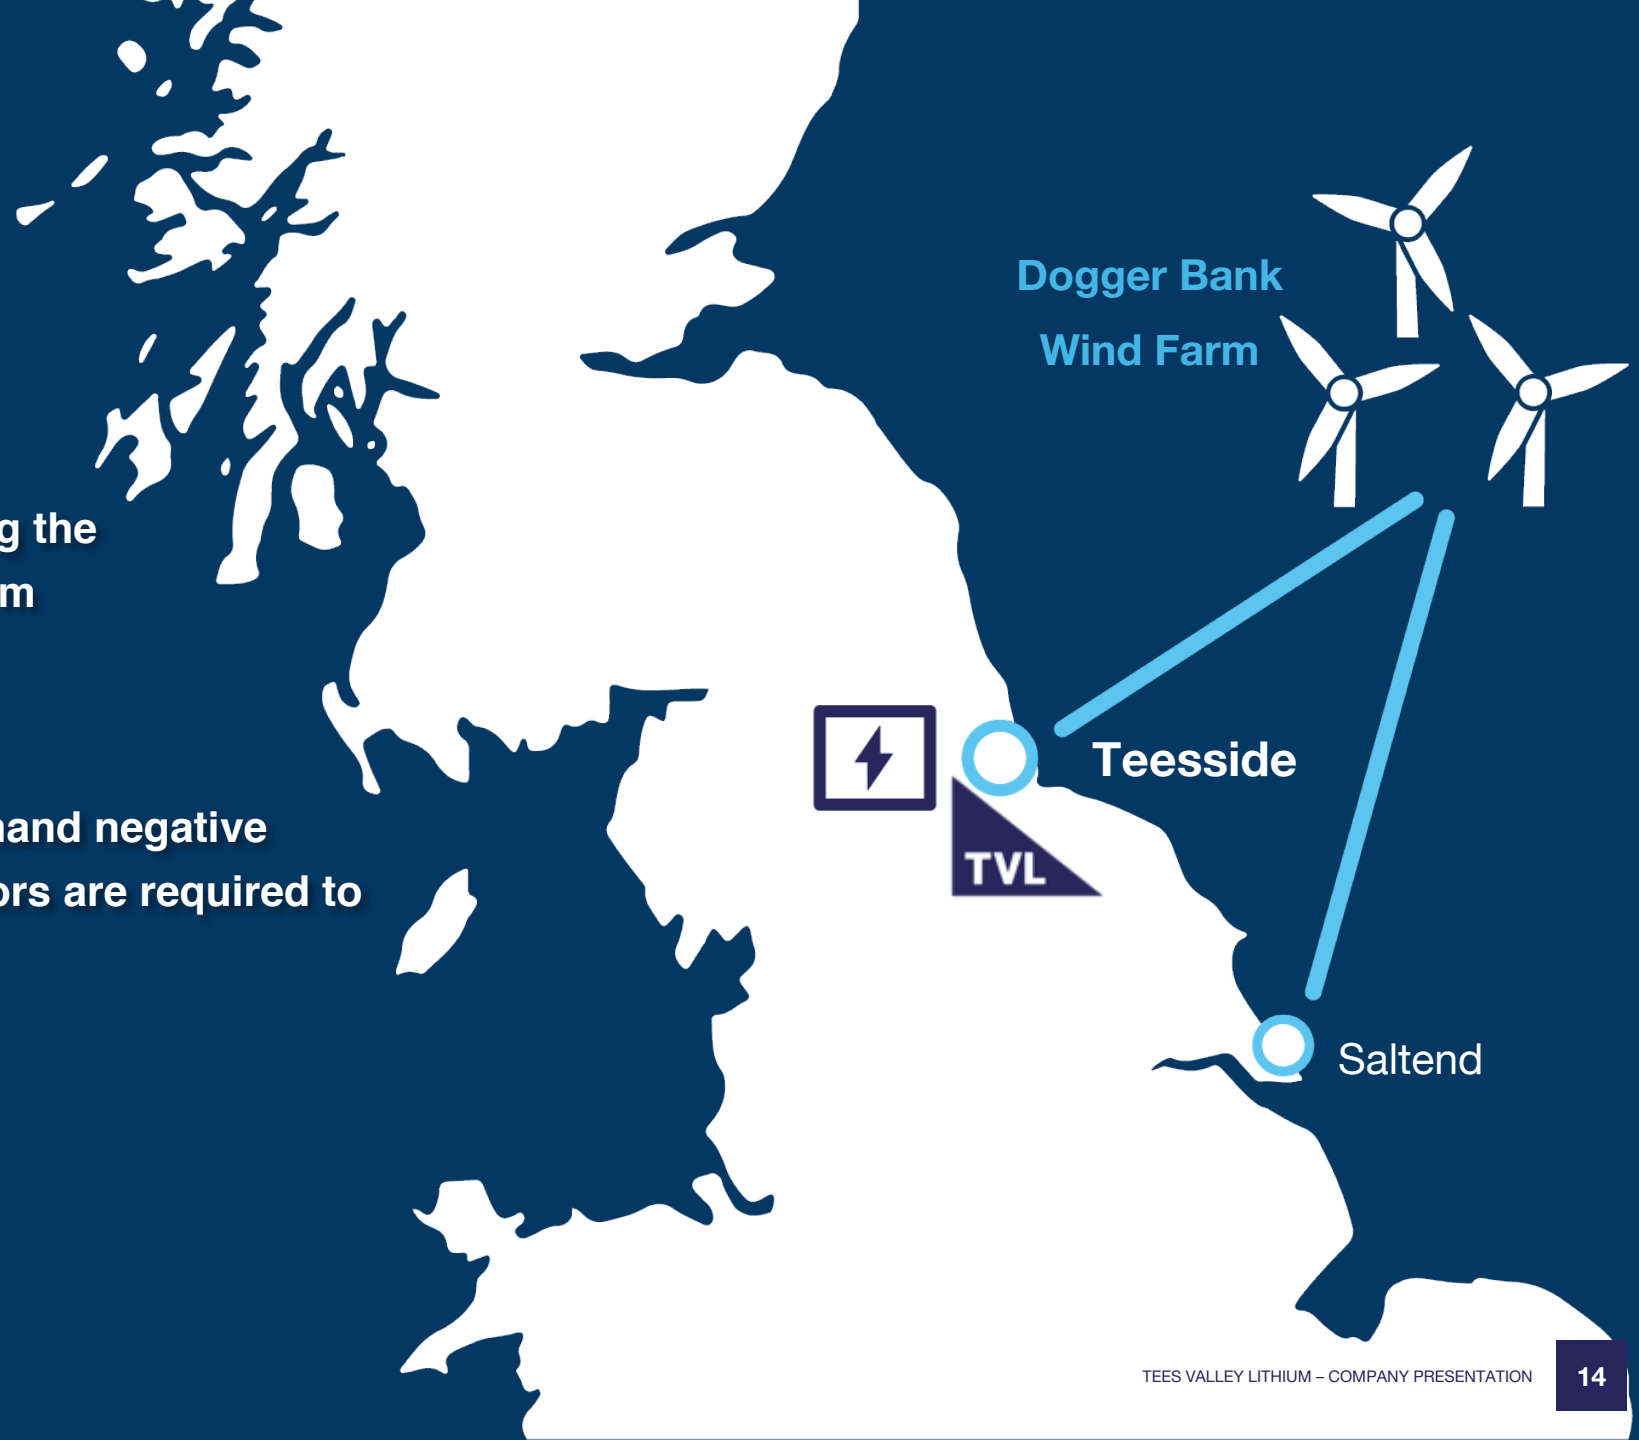 Dogger Bank
Wind Farm
g the
m
Teesside
and negative
ors are required to
TVL
Saltend
TEES VALLEY LITHIUM – COMPANY PRESENTATION
14